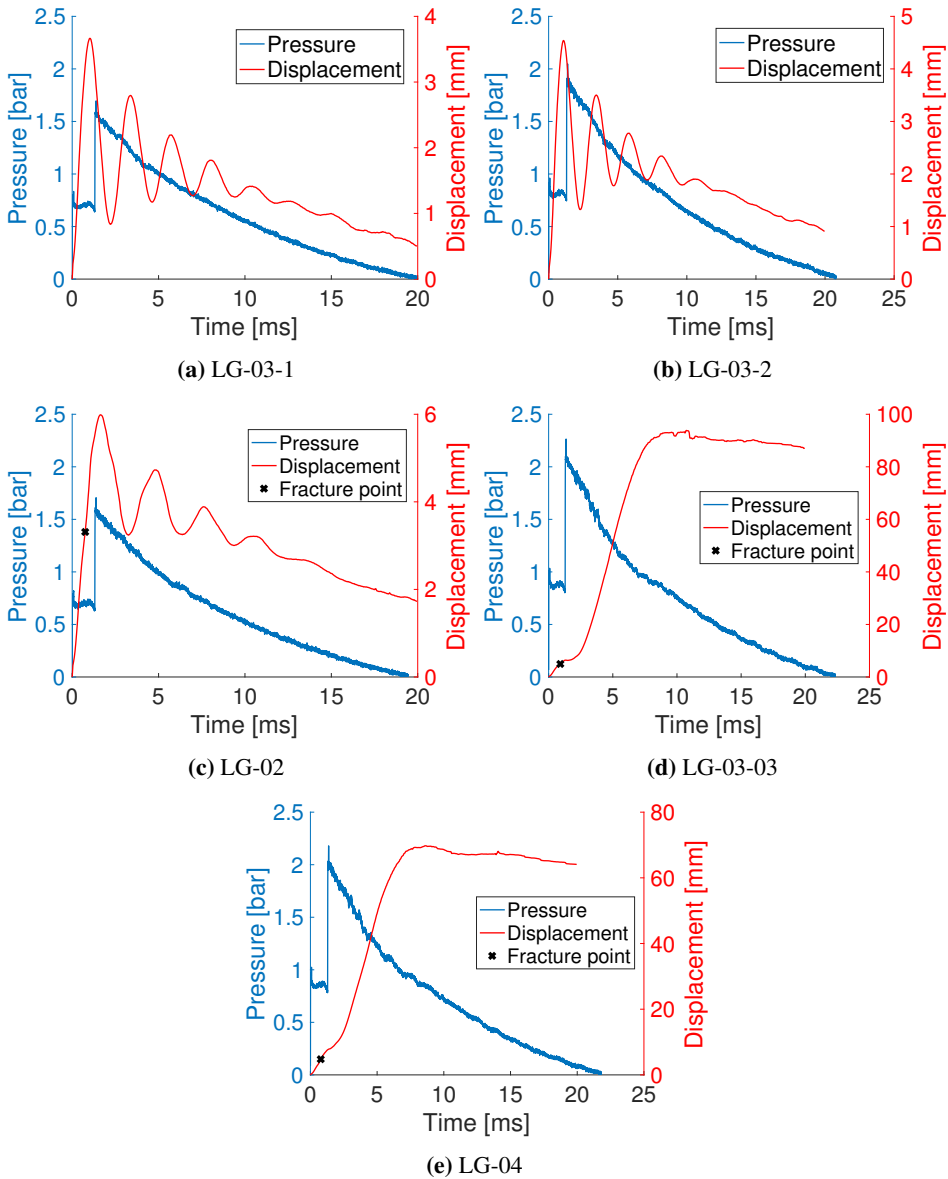 2.5
2
1.5
1
0.5
0
Pressure [bar]
4
3
2
1
0
Displacement [mm]
Pressure
Displacement
0 5 10 15 20
Time [ms]
(a) LG-03-1
2.5
2
1.5
1
0.5
0
Pressure [bar]
5
4
3
2
1
0
Displacement [mm]
Pressure
Displacement
0 5 10 15 20 25
Time [ms]
(b) LG-03-2
2.5
2
1.5
1
0.5
0
Pressure [bar]
6
4
2
0
Displacement [mm]
Pressure
Displacement
Fracture point
0 5 10 15 20
Time [ms]
(c) LG-02
2.5
2
1.5
1
0.5
0
Pressure [bar]
100
80
60
40
20
0
Displacement [mm]
Pressure
Displacement
Fracture point
0 5 10 15 20 25
Time [ms]
(d) LG-03-03
2.5
2
1.5
1
0.5
0
Pressure [bar]
80
60
40
20
0
Displacement [mm]
Pressure
Displacement
Fracture point
0 5 10 15 20 25
Time [ms]
(e) LG-04